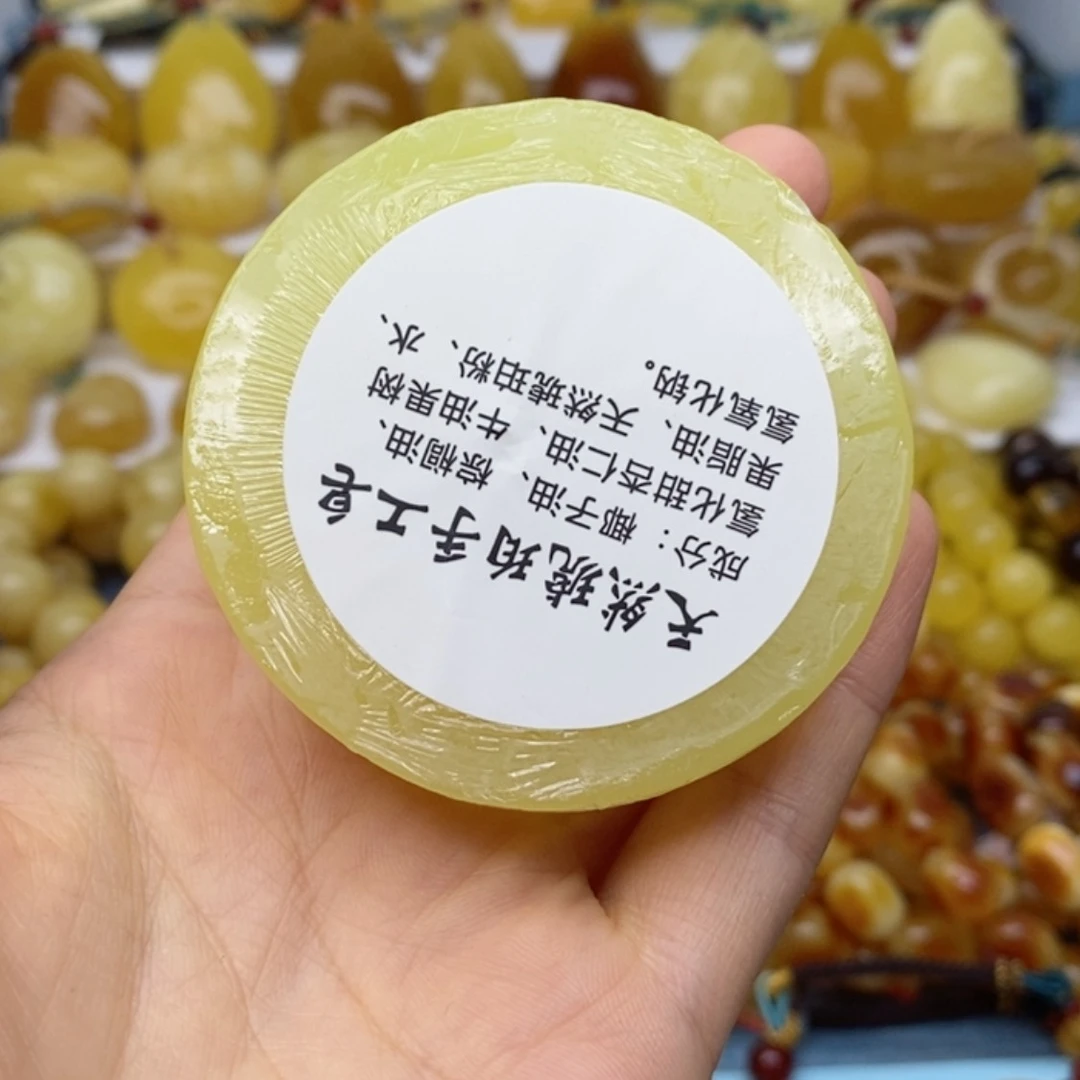 天然琥珀手工皂
成分：椰子油、棕榈油、
氢化甜杏仁油、牛油果树
果脂油、天然琥珀粉、水、
氢氧化钠。